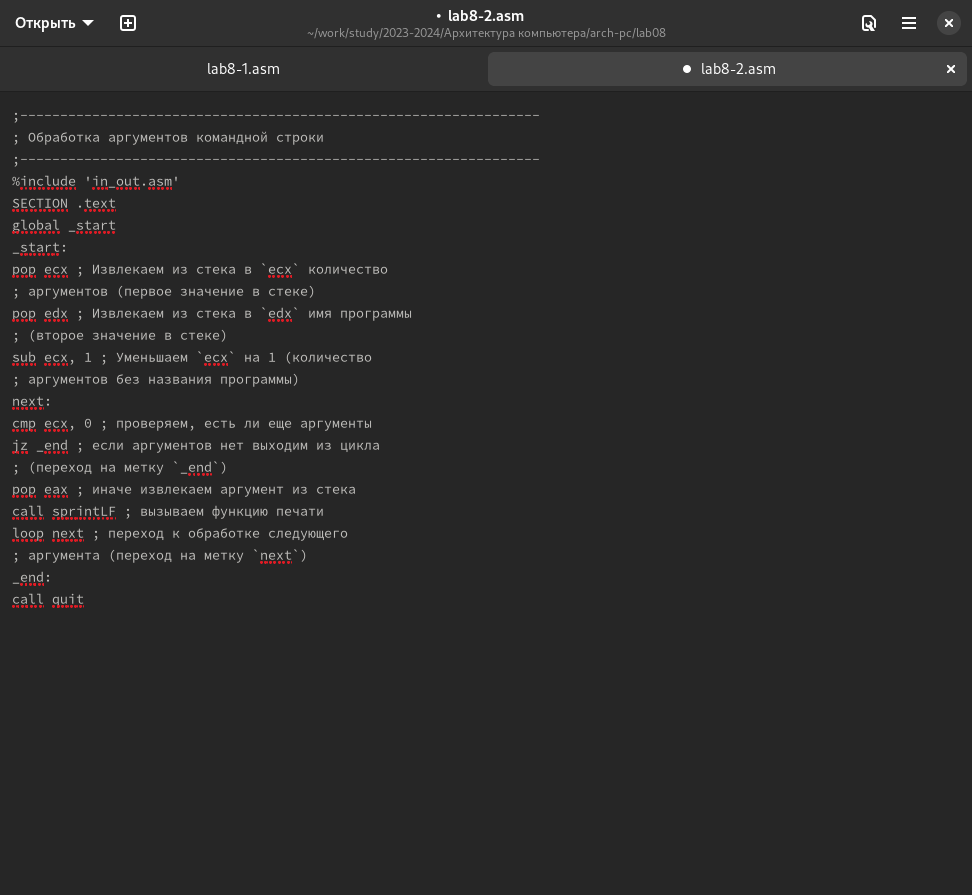 Открыть
• lab8-2.asm
~/work/study/2023-2024/Архитектура компьютера/arch-pc/lab08
lab8-1.asm
● lab8-2.asm
;-----------------------------------------------------------------
; Обработка аргументов командной строки
;-----------------------------------------------------------------
%include 'in_out.asm'
SECTION .text
global _start
_start:
pop ecx ; Извлекаем из стека в `ecx` количество
; аргументов (первое значение в стеке)
pop edx ; Извлекаем из стека в `edx` имя программы
; (второе значение в стеке)
sub ecx, 1 ; Уменьшаем `ecx` на 1 (количество
; аргументов без названия программы)
next:
cmp ecx, 0 ; проверяем, есть ли еще аргументы
jz _end ; если аргументов нет выходим из цикла
; (переход на метку `_end`)
pop eax ; иначе извлекаем аргумент из стека
call sprintLF ; вызываем функцию печати
loop next ; переход к обработке следующего
; аргумента (переход на метку `next`)
_end:
call quit